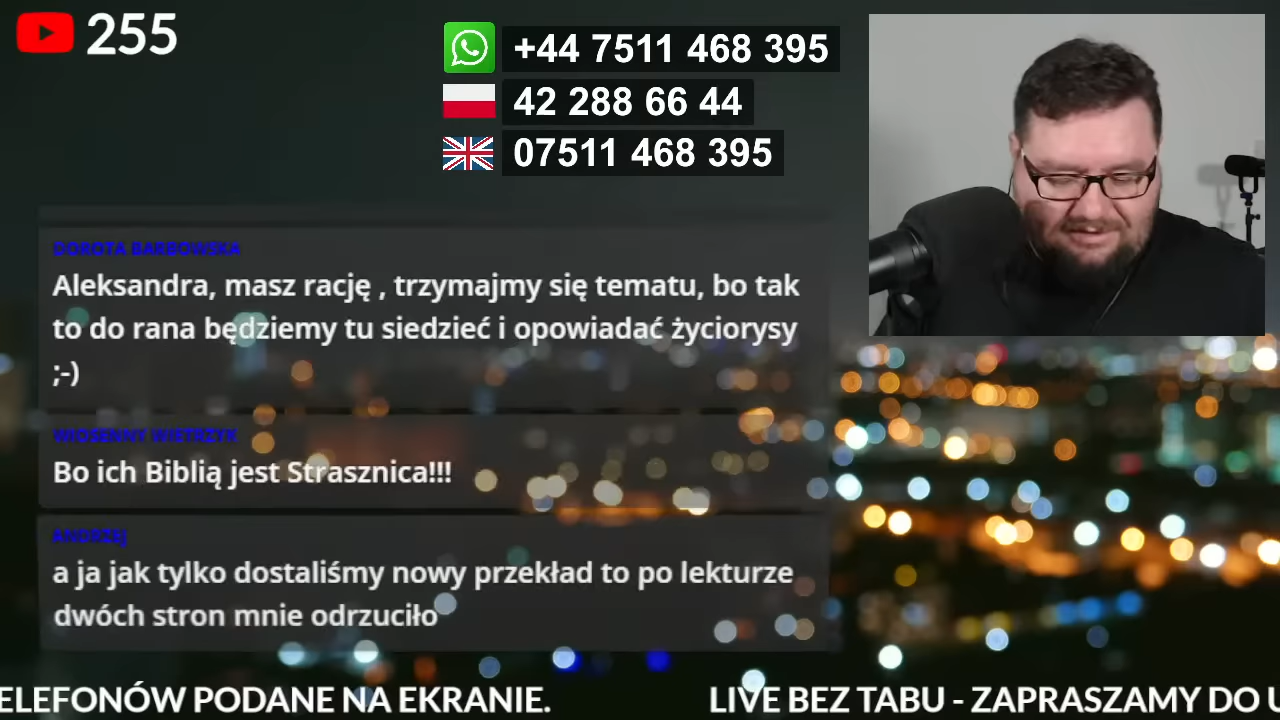 255
+44 7511 468 395
42 288 66 44
07511 468 395
DOROTA BARBOWSKA
Aleksandra, masz rację , trzymajmy się tematu, bo tak
to do rana będziemy tu siedzieć i opowiadać życiorysy
;-)
WIOSENNY WIETRZYK
Bo ich Biblią jest Strasznica!!!
ANDRZEJ
a ja jak tylko dostaliśmy nowy przekład to po lekturze
dwóch stron mnie odrzuciło
ELEFONÓW PODANE NA EKRANIE. LIVE BEZ TABU - ZAPRASZAMY DO U